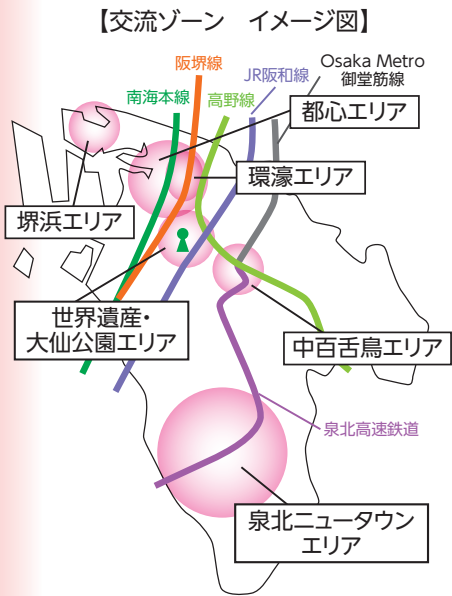 【交流ゾーン　イメージ図】
阪堺線
JR阪和線
Osaka Metro
御堂筋線
南海本線
高野線
都心エリア
環濠エリア
堺浜エリア
世界遺産・
大仙公園エリア
中百舌鳥エリア
泉北高速鉄道
泉北ニュータウン
エリア